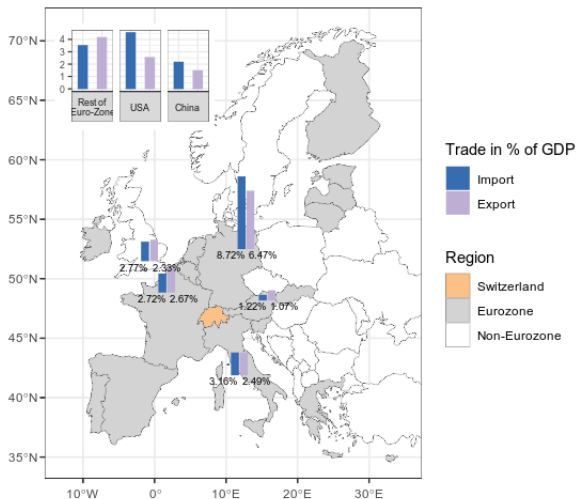 70°N
65°N
60°N
55°N
50°N
45°N
40°N
35°N
4
3
2
1
0
Rest of
Euro-Zone
USA
China
8.72% 6.47%
2.77% 2.33%
2.72% 2.67%
1.22% 1.07%
3.16% 2.49%
10°W
0°
10°E
20°E
30°E
Trade in % of GDP
Import
Export
Region
Switzerland
Eurozone
Non-Eurozone